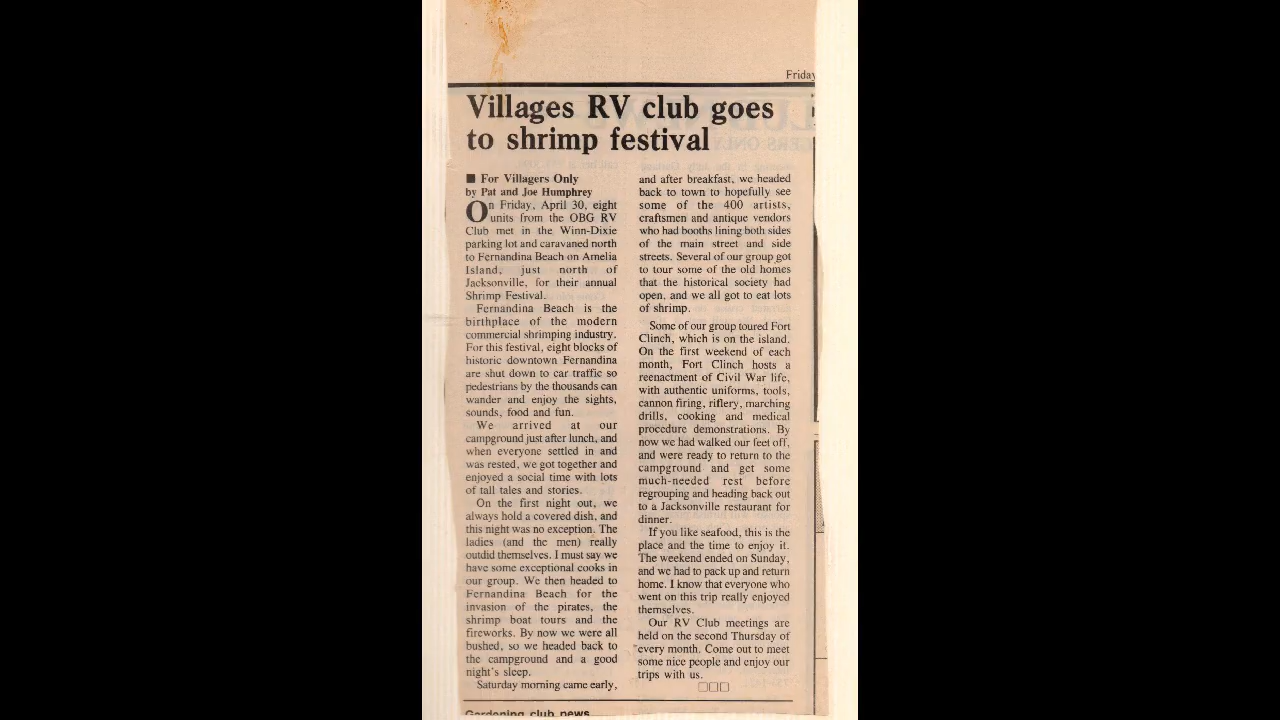 Friday
Villages RV club goes
to shrimp festival
■ For Villagers Only
by Pat and Joe Humphrey
On Friday, April 30, eight
units from the OBG RV
Club met in the Winn-Dixie
parking lot and caravaned north
to Fernandina Beach on Amelia
Island, just north of
Jacksonville, for their annual
Shrimp Festival.
Fernandina Beach is the
birthplace of the modern
commercial shrimping industry.
For this festival, eight blocks of
historic downtown Fernandina
are shut down to car traffic so
pedestrians by the thousands can
wander and enjoy the sights,
sounds, food and fun.
We arrived at our
campground just after lunch, and
when everyone settled in and
was rested, we got together and
enjoyed a social time with lots
of tall tales and stories.
On the first night out, we
always hold a covered dish, and
this night was no exception. The
ladies (and the men) really
outdid themselves. I must say we
have some exceptional cooks in
our group. We then headed to
Fernandina Beach for the
invasion of the pirates, the
shrimp boat tours and the
fireworks. By now we were all
bushed, so we headed back to
the campground and a good
night's sleep.
Saturday morning came early,
and after breakfast, we headed
back to town to hopefully see
some of the 400 artists,
craftsmen and antique vendors
who had booths lining both sides
of the main street and side
streets. Several of our group got
to tour some of the old homes
that the historical society had
open, and we all got to eat lots
of shrimp.
Some of our group toured Fort
Clinch, which is on the island.
On the first weekend of each
month, Fort Clinch hosts a
reenactment of Civil War life,
with authentic uniforms, tools,
cannon firing, riflery, marching
drills, cooking and medical
procedure demonstrations. By
now we had walked our feet off,
and were ready to return to the
campground and get some
much-needed rest before
regrouping and heading back out
to a Jacksonville restaurant for
dinner.
If you like seafood, this is the
place and the time to enjoy it.
The weekend ended on Sunday,
and we had to pack up and return
home. I know that everyone who
went on this trip really enjoyed
themselves.
Our RV Club meetings are
held on the second Thursday of
every month. Come out to meet
some nice people and enjoy our
trips with us.
□□□
Gardening club news